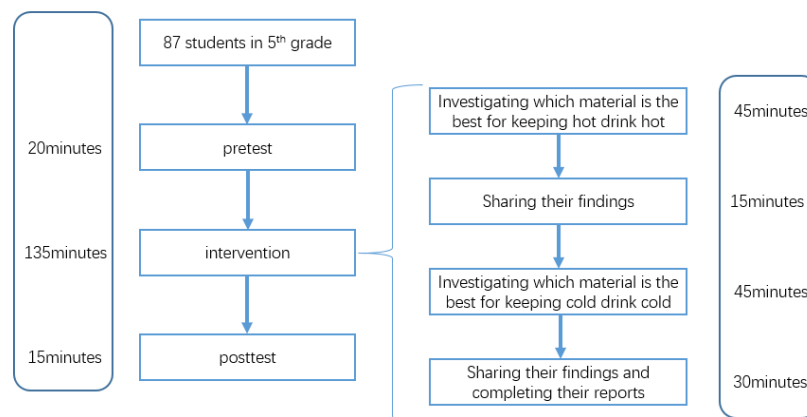 87 students in 5th grade
20minutes
pretest
135minutes
intervention
15minutes
posttest
Investigating which material is the
best for keeping hot drink hot
45minutes
Sharing their findings
15minutes
Investigating which material is the
best for keeping cold drink cold
45minutes
Sharing their findings and
completing their reports
30minutes